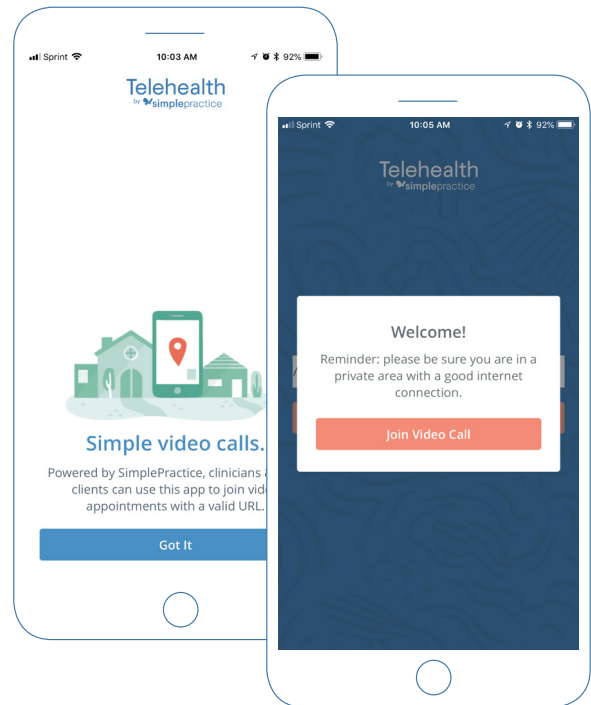 Sprint 10:03 AM 92%
Telehealth
by simplepractice
Simple video calls.
Powered by SimplePractice, clinicians
clients can use this app to join
appointments with a valid URL.
Got It
Sprint 10:05 AM 92%
Telehealth
by simplepractice
Welcome!
Reminder: please be sure you are in a
private area with a good internet
connection.
Join Video Call